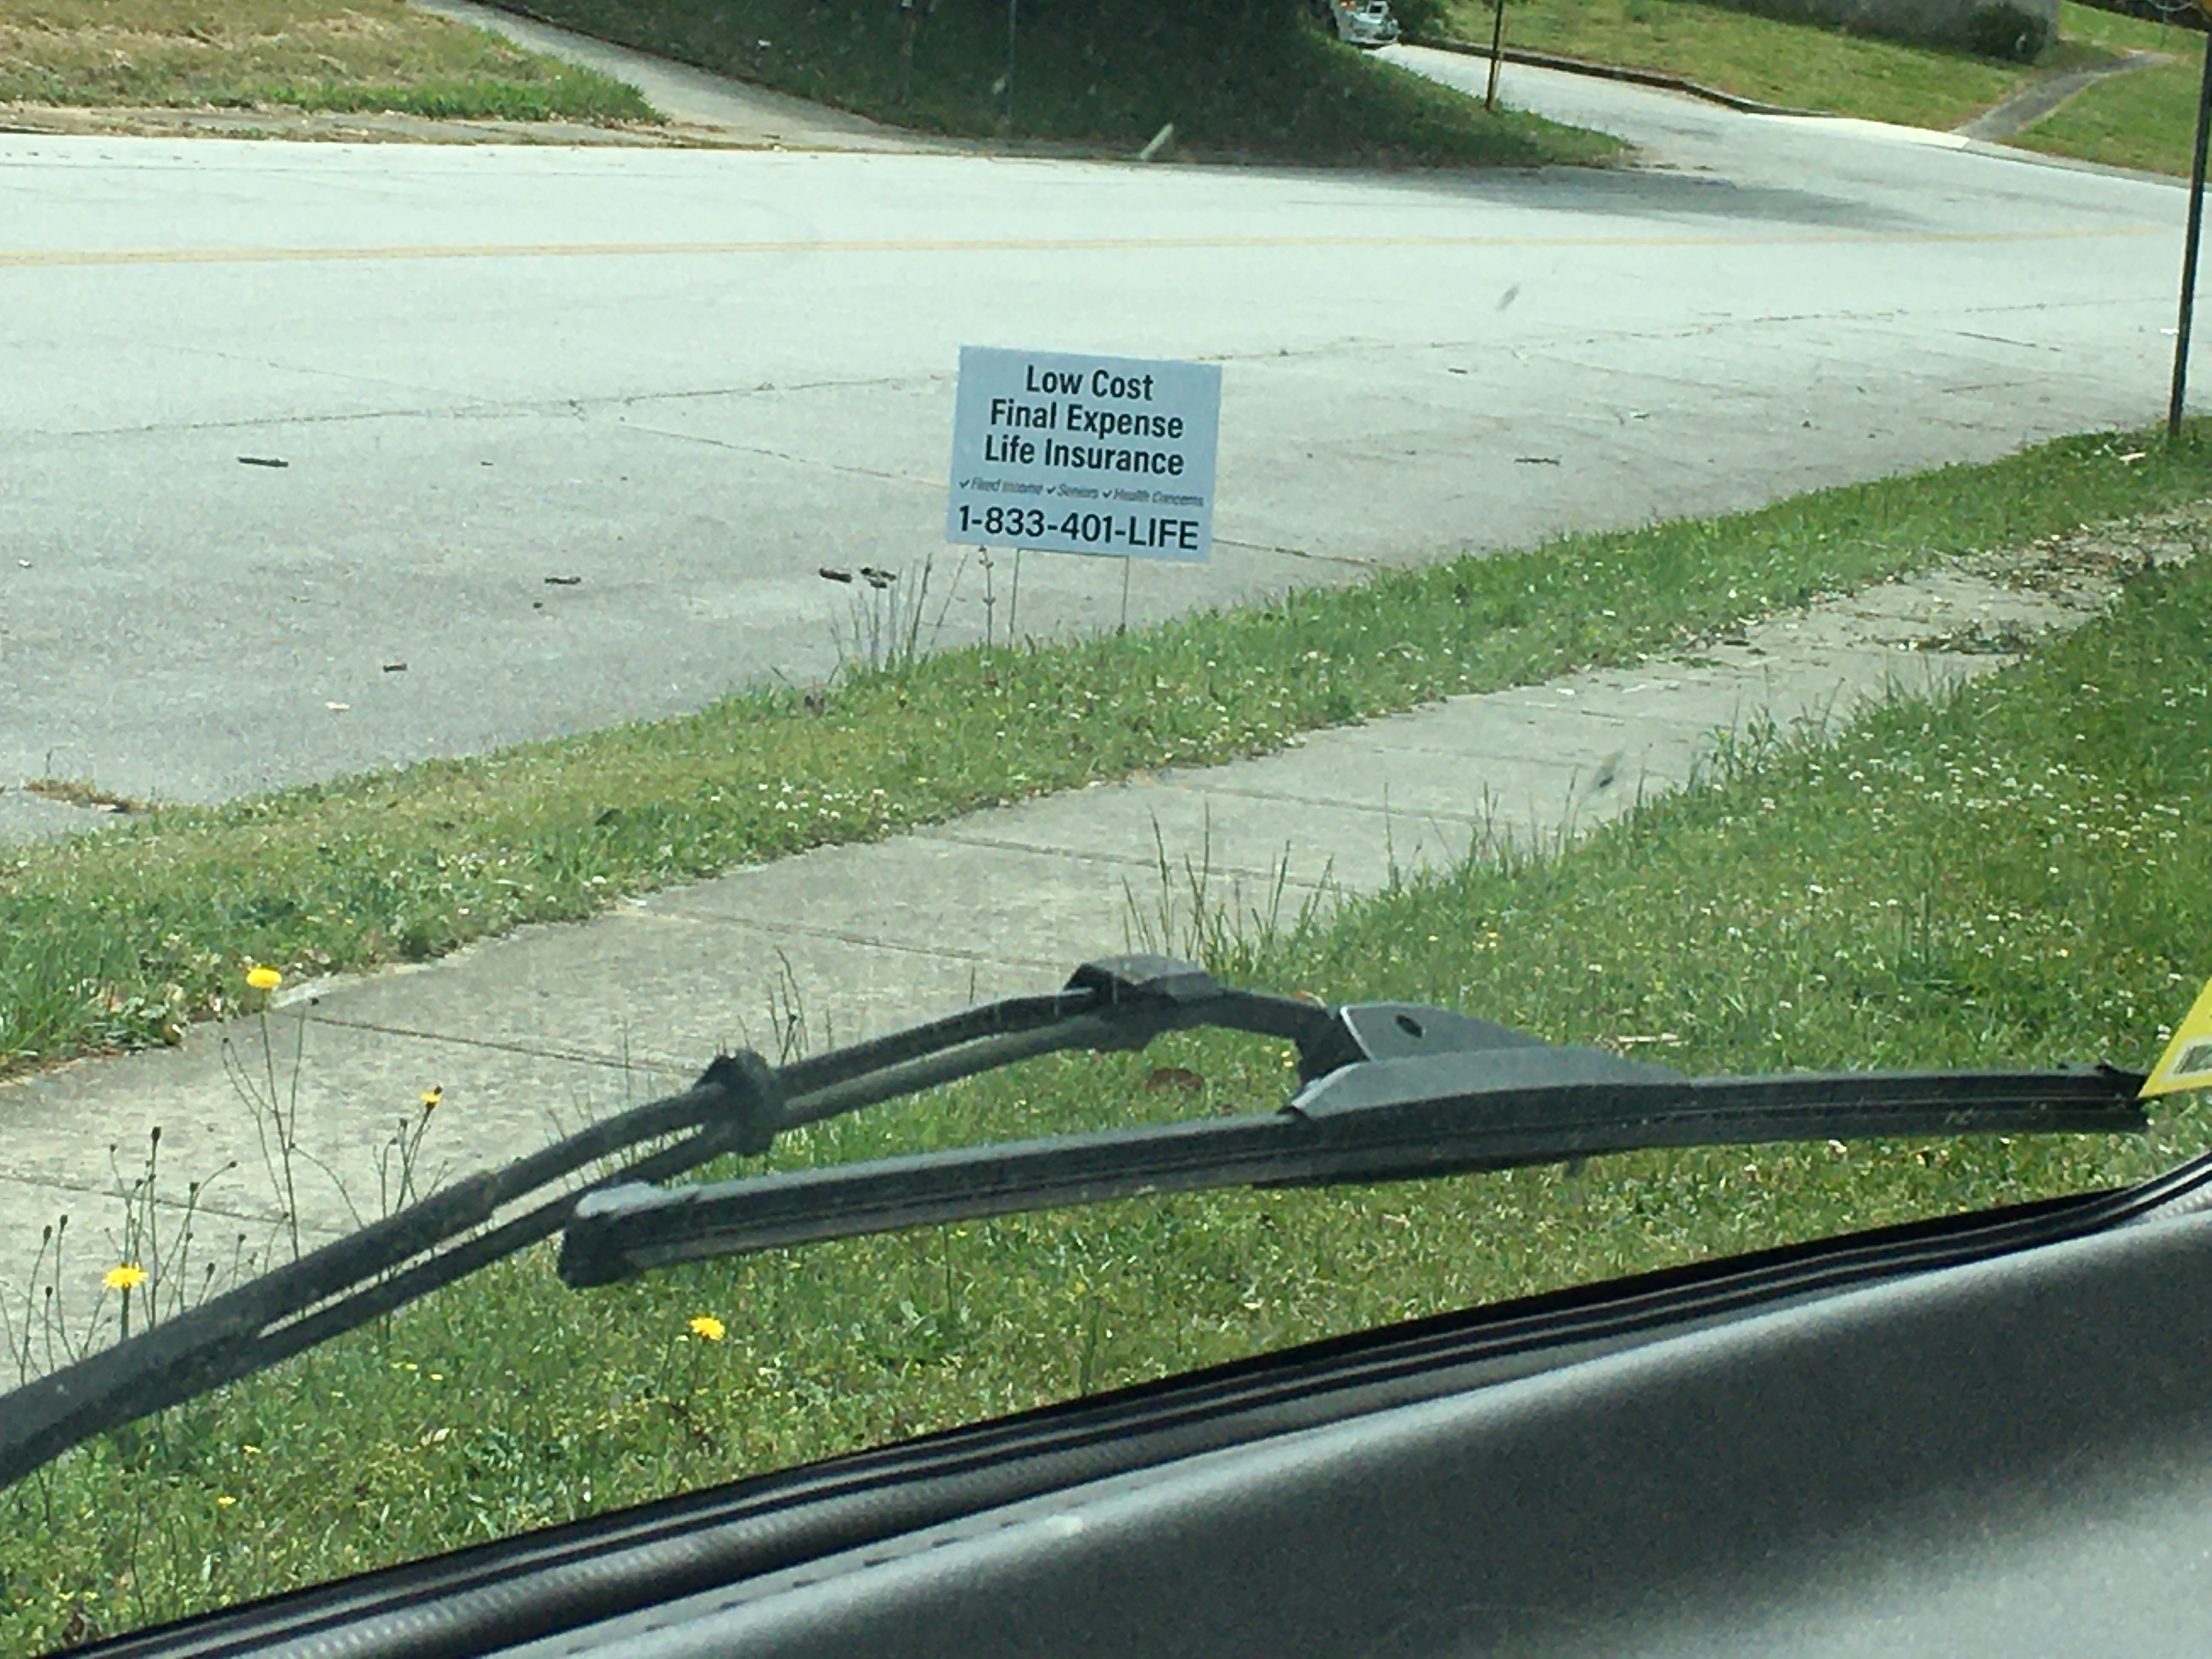 Low Cost
Final Expense
Life Insurance
✓Fixed Income ✓Seniors ✓Health Concerns
1-833-401-LIFE